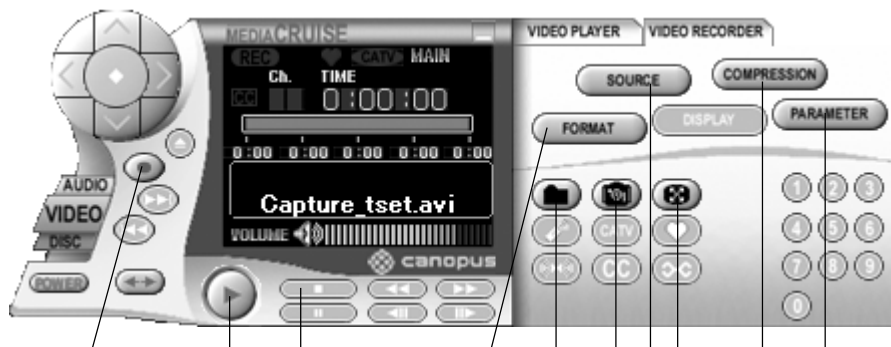 MEDIACRUISE
REC CATV MAIN
Ch. TIME
CC 0:00:00
0:00 0:00 0:00 0:00 0:00
Capture_tset.avi
VOLUME
canopus
AUDIO
VIDEO
DISC
POWER
VIDEO PLAYER VIDEO RECORDER
SOURCE COMPRESSION
FORMAT DISPLAY PARAMETER
1 2 3
CATV 4 5 6
CC 7 8 9
0